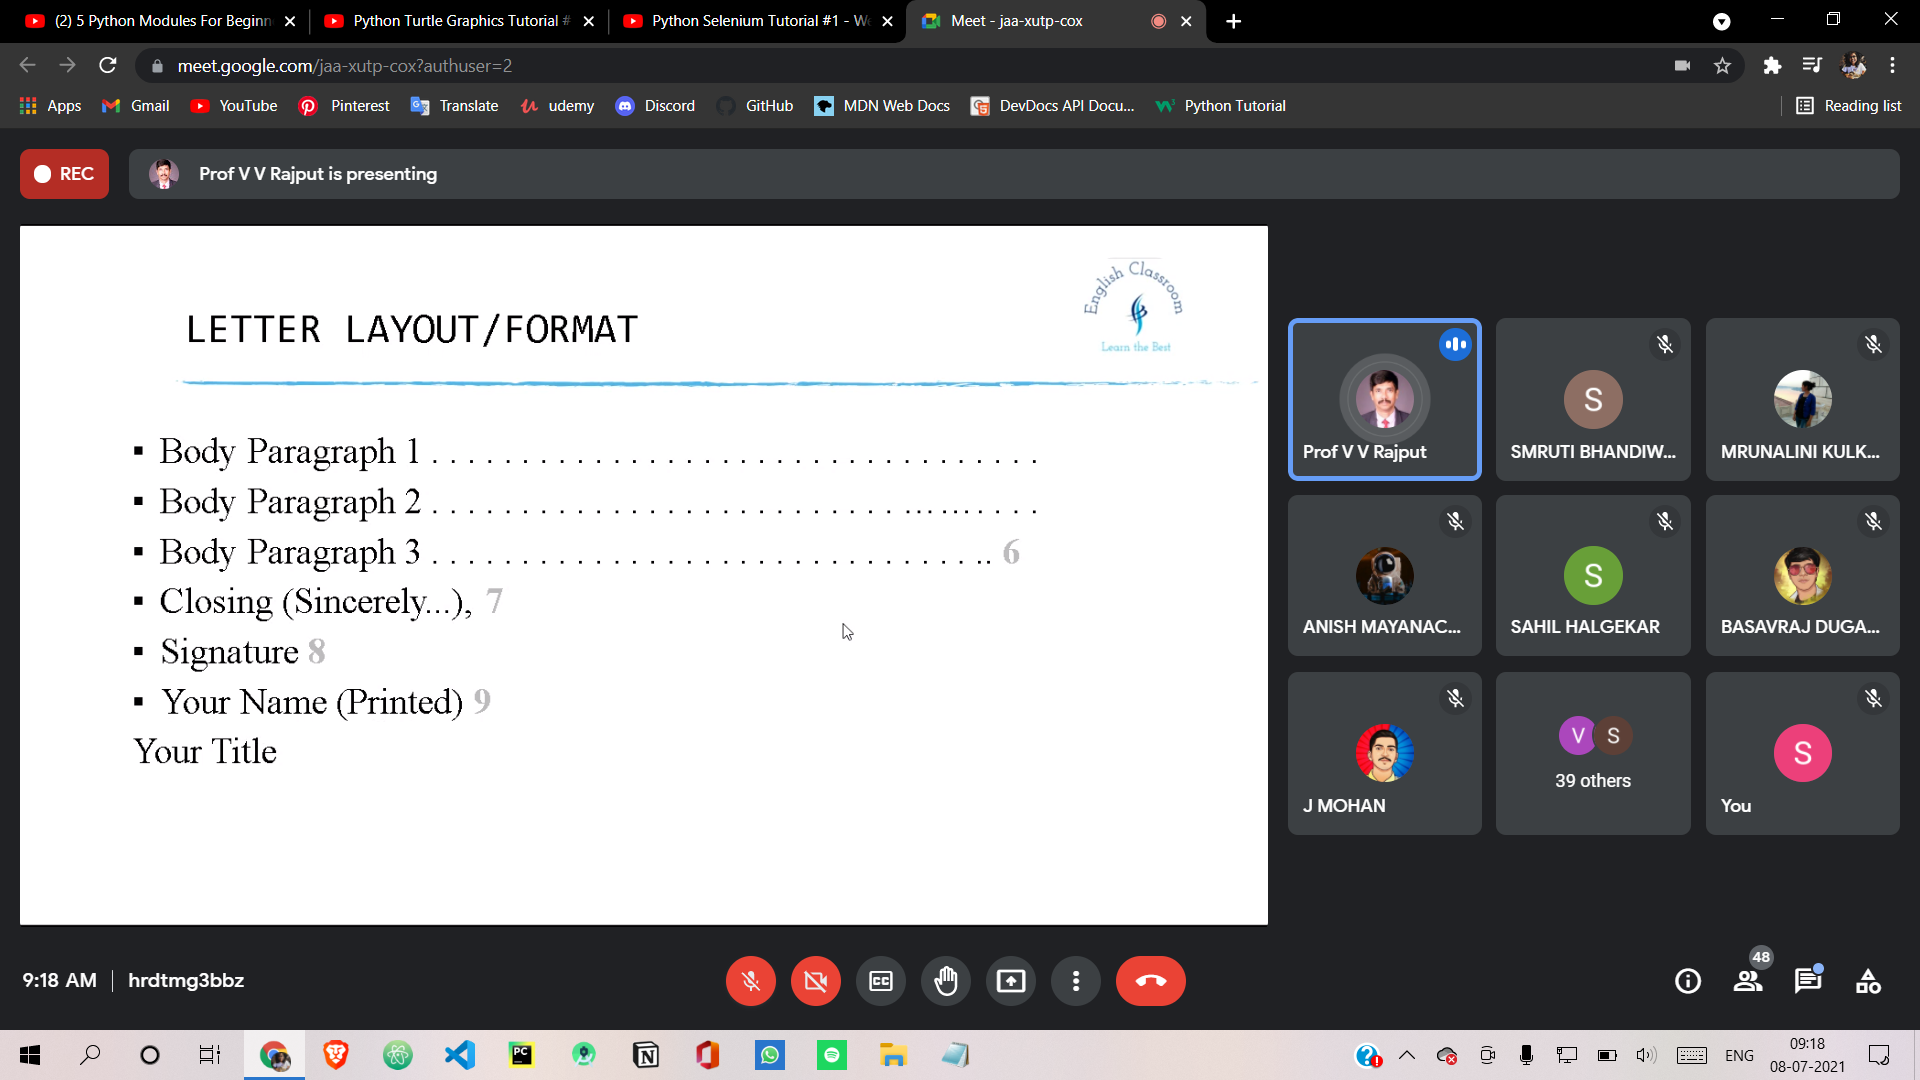 (2) 5 Python Modules For Beginn
Python Turtle Graphics Tutorial #
Python Selenium Tutorial #1 - We
Meet - jaa-xutp-cox
meet.google.com/jaa-xutp-cox?authuser=2
Apps
Gmail
YouTube
Pinterest
Translate
udemy
Discord
GitHub
MDN Web Docs
DevDocs API Docu...
Python Tutorial
Reading list
REC
Prof V V Rajput is presenting
English Classroom
Learn the Best
LETTER LAYOUT/FORMAT
▪ Body Paragraph 1 . . . . . . . . . . . . . . . . . . . . . . . . . . . . . . . . . .
▪ Body Paragraph 2 . . . . . . . . . . . . . . . . . . . . . . . . . . ... ... . . . .
▪ Body Paragraph 3 . . . . . . . . . . . . . . . . . . . . . . . . . . . . . . .. 6
▪ Closing (Sincerely...), 7
▪ Signature 8
▪ Your Name (Printed) 9
Your Title
Prof V V Rajput
S
SMRUTI BHANDIW...
MRUNALINI KULK...
ANISH MAYANAC...
S
SAHIL HALGEKAR
BASAVRAJ DUGA...
J MOHAN
V S
39 others
S
You
9:18 AM | hrdtmg3bbz
CC
48
PC
ENG
09:18
08-07-2021